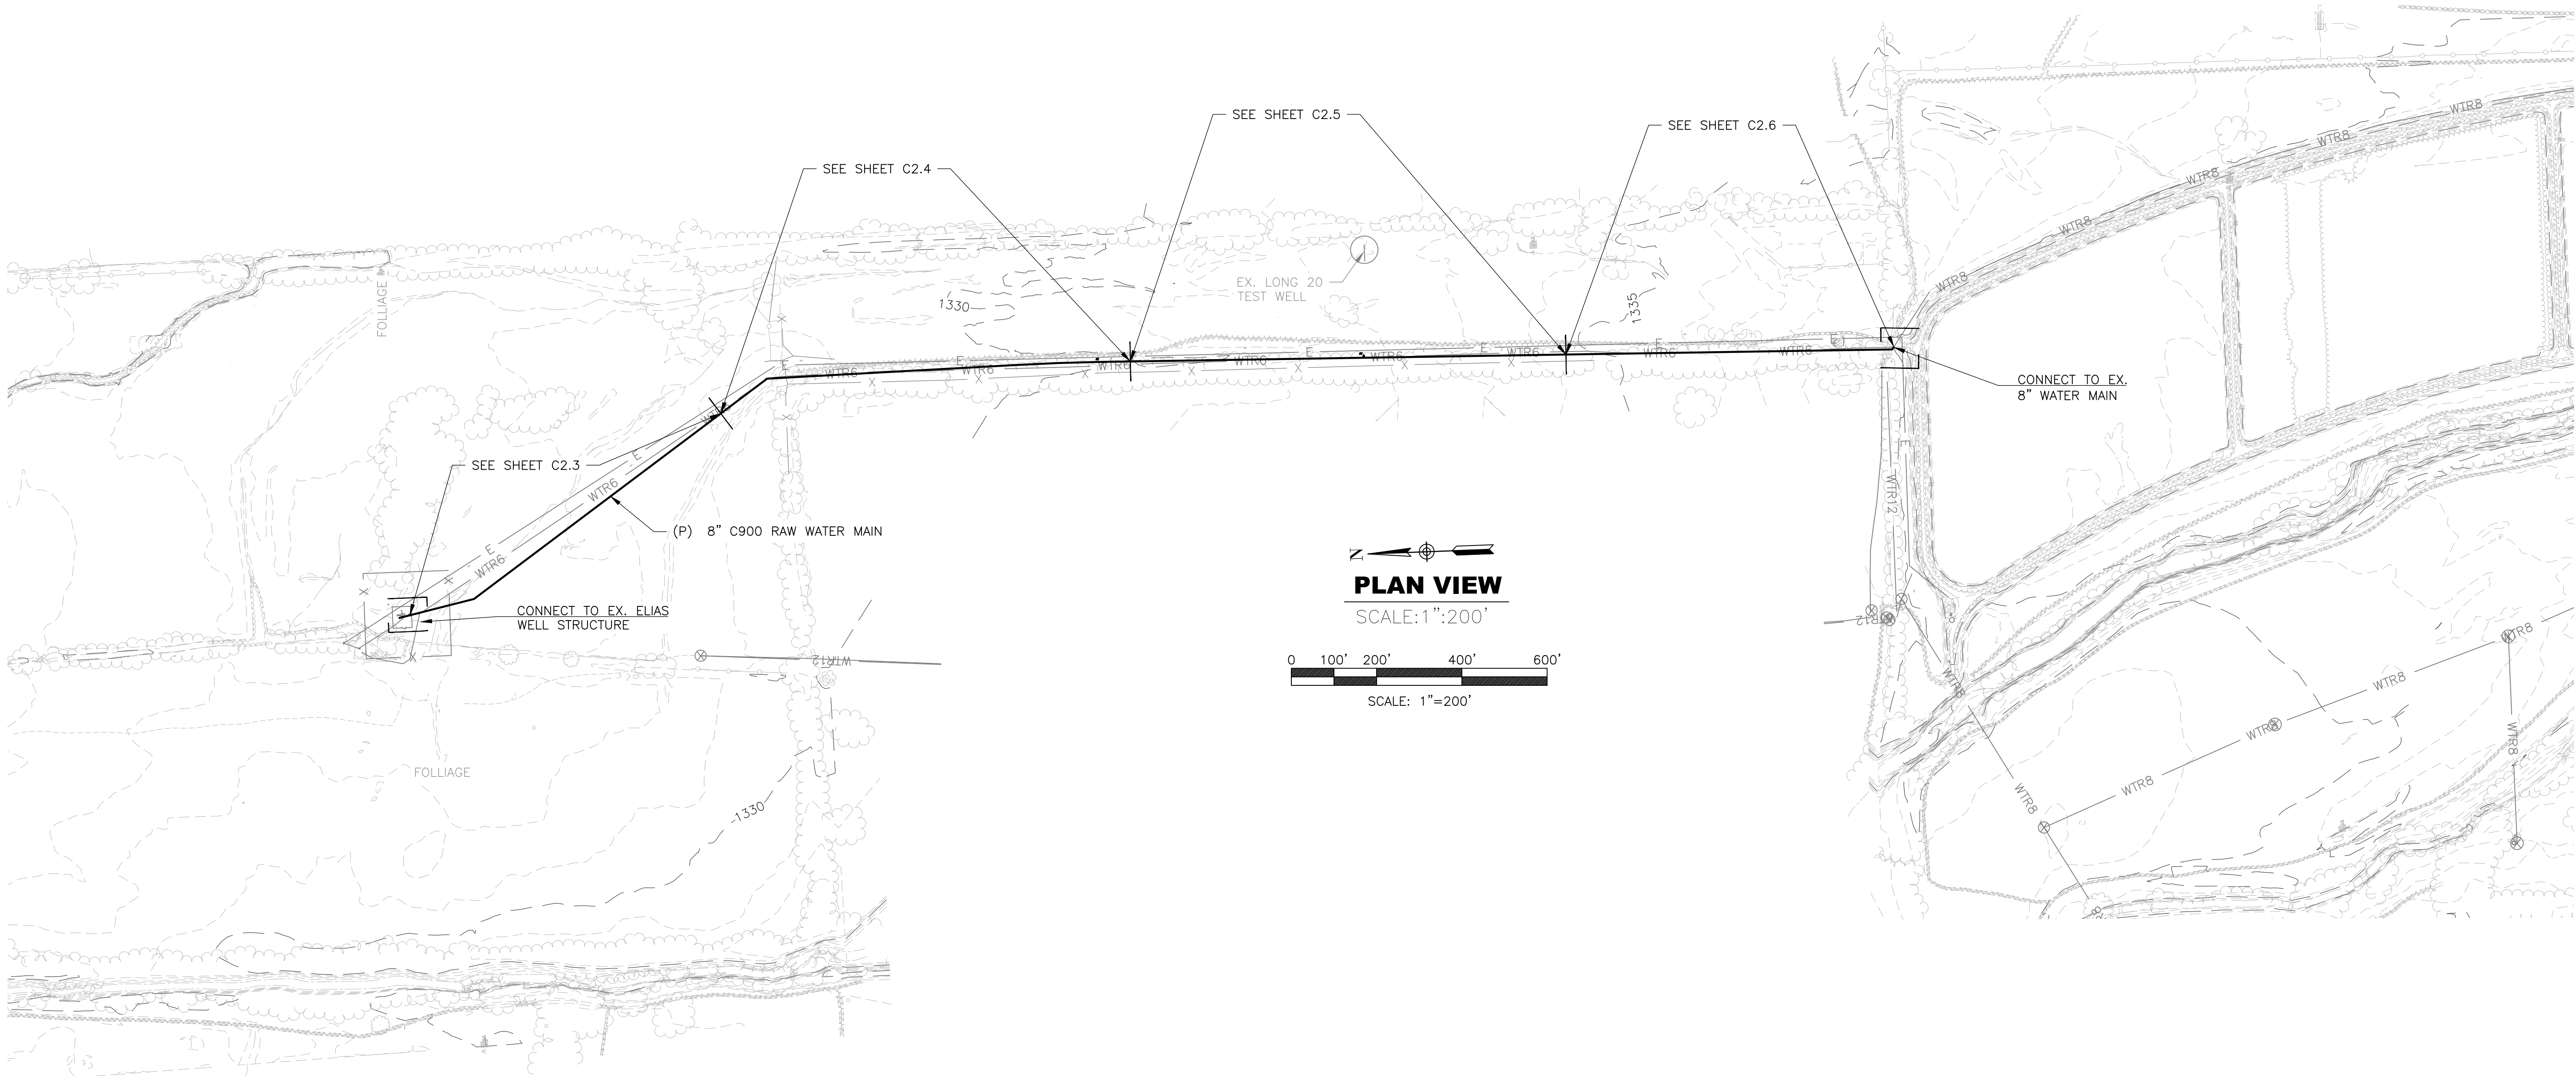 WTR8
WTR8
SEE SHEET C2.5
SEE SHEET C2.6
SEE SHEET C2.4
WTR8
WTR8
EX. LONG 20
TEST WELL
WTR8
FOLLIAGE
1330
1335
E
E
E
E
E
E
WTR6
WTR6
WTR6
WTR6
WTR6
WTR6
WTR6
WTR6
X
X
X
X
X
X
X
X
X
CONNECT TO EX.
8" WATER MAIN
SEE SHEET C2.3
E
E
E
WTR6
WTR12
(P) 8" C900 RAW WATER MAIN
E
WTR6
N
PLAN VIEW
SCALE:1":200'
X
X
X
CONNECT TO EX. ELIAS
WELL STRUCTURE
WTR12
WTR12
0 100' 200' 400' 600'
SCALE: 1"=200'
WTR8
WTR8
WTR8
WTR8
WTR8
WTR8
WTR8
FOLLIAGE
1330